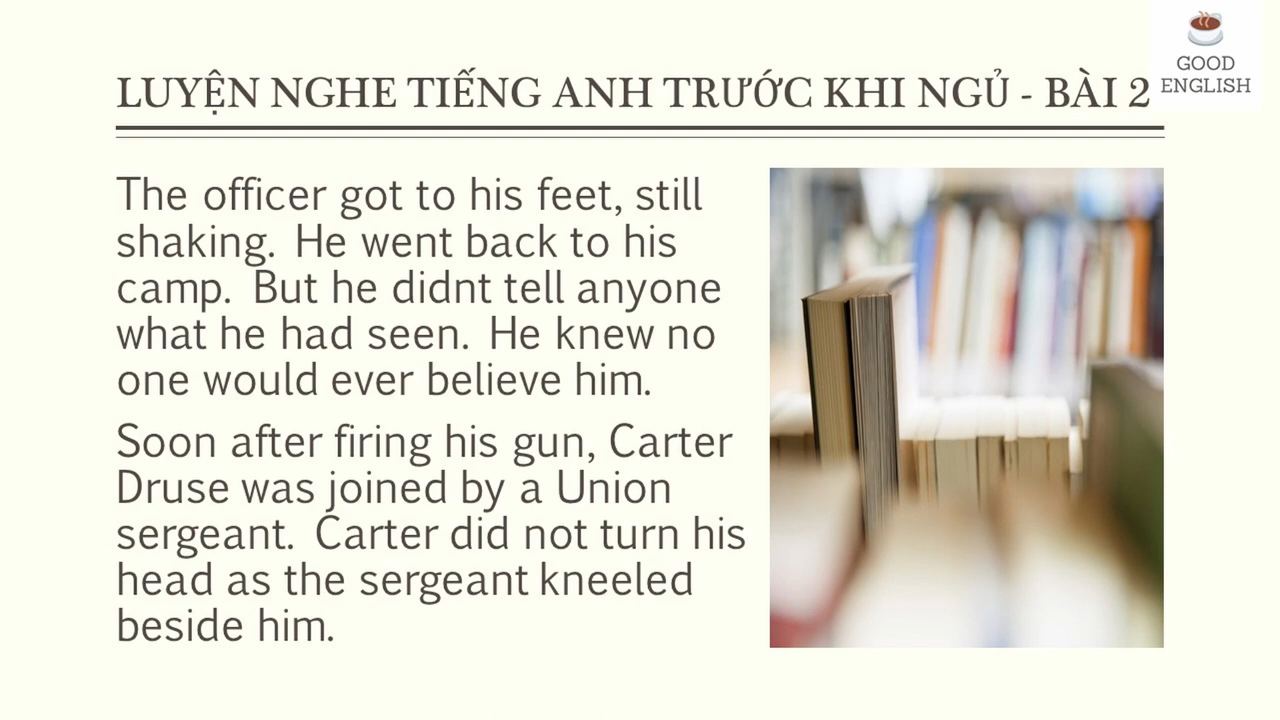 GOOD
ENGLISH
LUYỆN NGHE TIẾNG ANH TRƯỚC KHI NGỦ - BÀI 2
The officer got to his feet, still
shaking. He went back to his
camp. But he didnt tell anyone
what he had seen. He knew no
one would ever believe him.
Soon after firing his gun, Carter
Druse was joined by a Union
sergeant. Carter did not turn his
head as the sergeant kneeled
beside him.